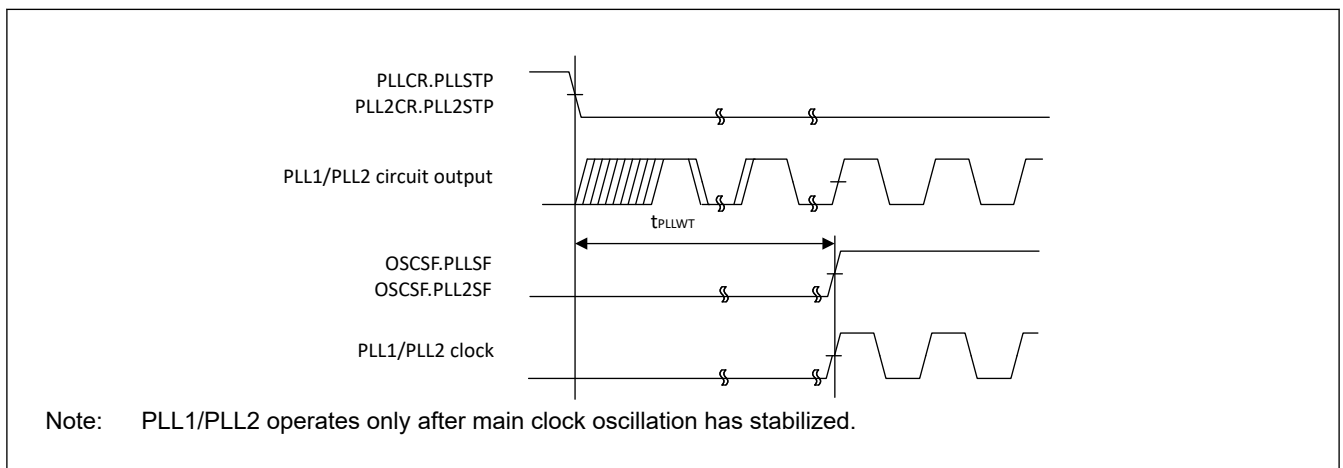 PLLCR.PLLSTP
PLL2CR.PLL2STP
PLL1/PLL2 circuit output
tPLLWT
OSCSF.PLLSF
OSCSF.PLL2SF
PLL1/PLL2 clock
Note: PLL1/PLL2 operates only after main clock oscillation has stabilized.